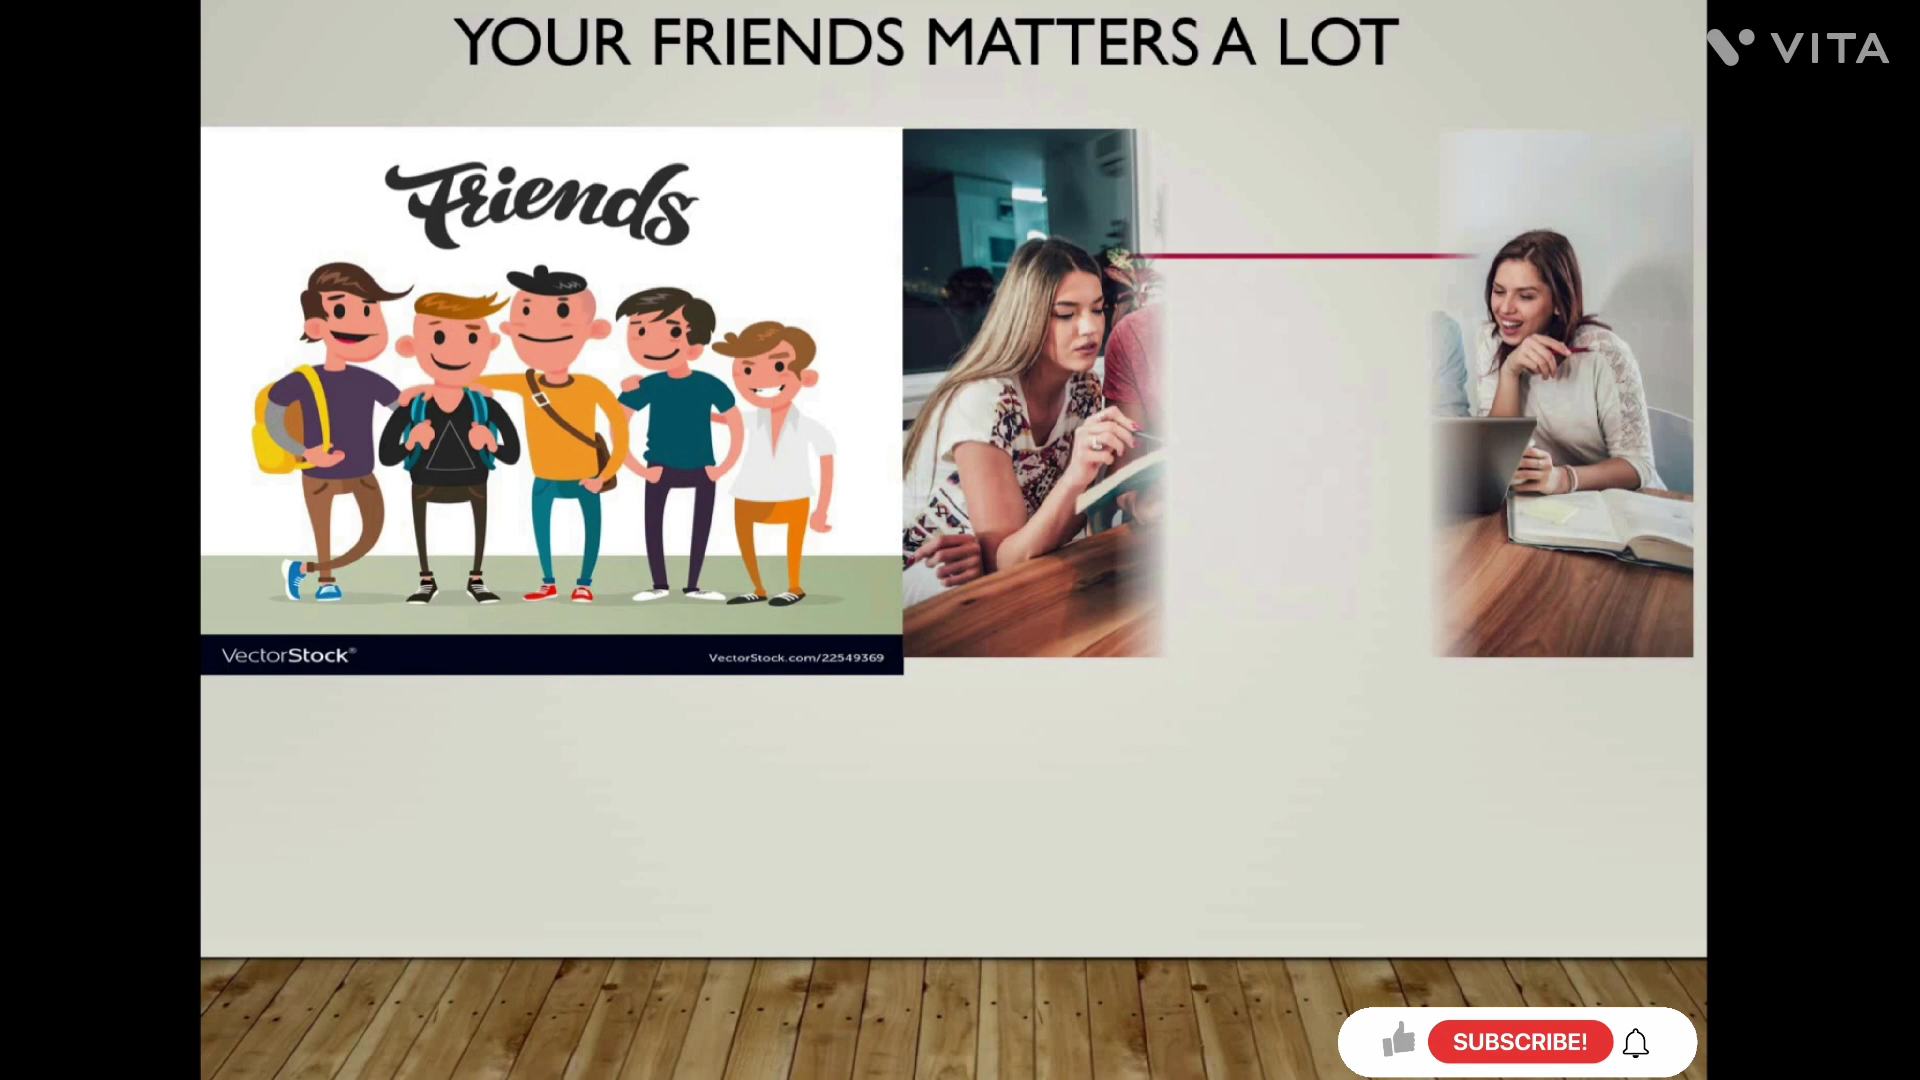 YOUR FRIENDS MATTERS A LOT
VITA
Friends
VectorStock®
VectorStock.com/22549369
SUBSCRIBE!